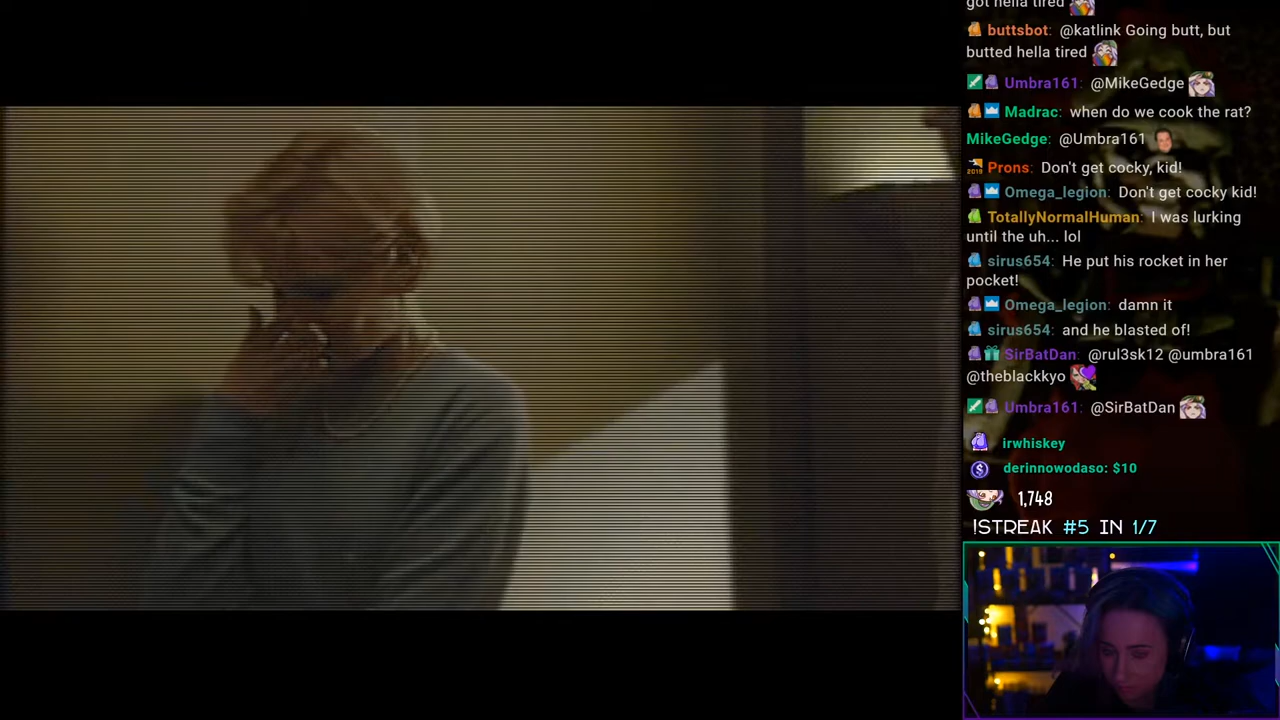 got hella tired
buttsbot: @katlink Going butt, but
butted hella tired
Umbra161: @MikeGedge
Madrac: when do we cook the rat?
MikeGedge: @Umbra161
2019 Prons: Don't get cocky, kid!
Omega_legion: Don't get cocky kid!
TotallyNormalHuman: I was lurking
until the uh... lol
sirus654: He put his rocket in her
pocket!
Omega_legion: damn it
sirus654: and he blasted of!
SirBatDan: @rul3sk12 @umbra161
@theblackkyo
Umbra161: @SirBatDan
irwhiskey
derinnowodaso: $10
1,748
!STREAK #5 IN 1/7